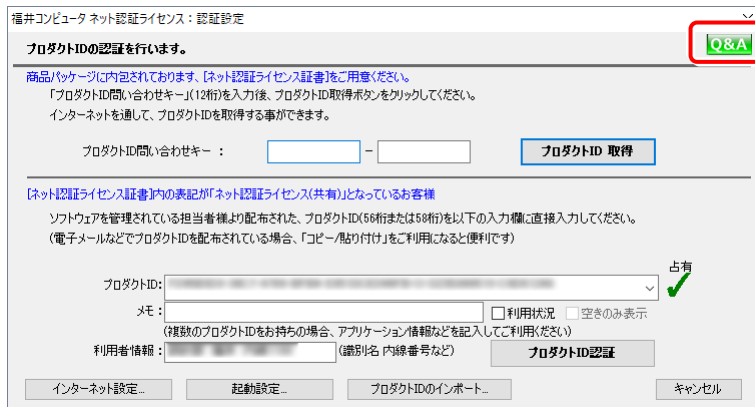 福井コンピュータ ネット認証ライセンス：認証設定
プロダクトIDの認証を行います。
Q&A
商品パッケージに内包されております、[ネット認証ライセンス証書]をご用意ください。
「プロダクトID問い合わせキー」(12桁)を入力後、プロダクトID取得ボタンをクリックしてください。
インターネットを通して、プロダクトIDを取得する事ができます。
プロダクトID問い合わせキー ： － プロダクトID 取得
[ネット認証ライセンス証書]内の表記が「ネット認証ライセンス(共有)」となっているお客様
ソフトウェアを管理されている担当者様より配布された、プロダクトID(56桁または58桁)を以下の入力欄に直接入力してください。
(電子メールなどでプロダクトIDを配布されている場合、「コピー/貼り付け」をご利用になると便利です)
占有
プロダクトID:
メモ： 利用状況 空きのみ表示
(複数のプロダクトIDをお持ちの場合、アプリケーション情報などを記入してご利用ください)
利用者情報： (識別名 内線番号など) プロダクトID認証
インターネット設定... 起動設定... プロダクトIDのインポート... キャンセル